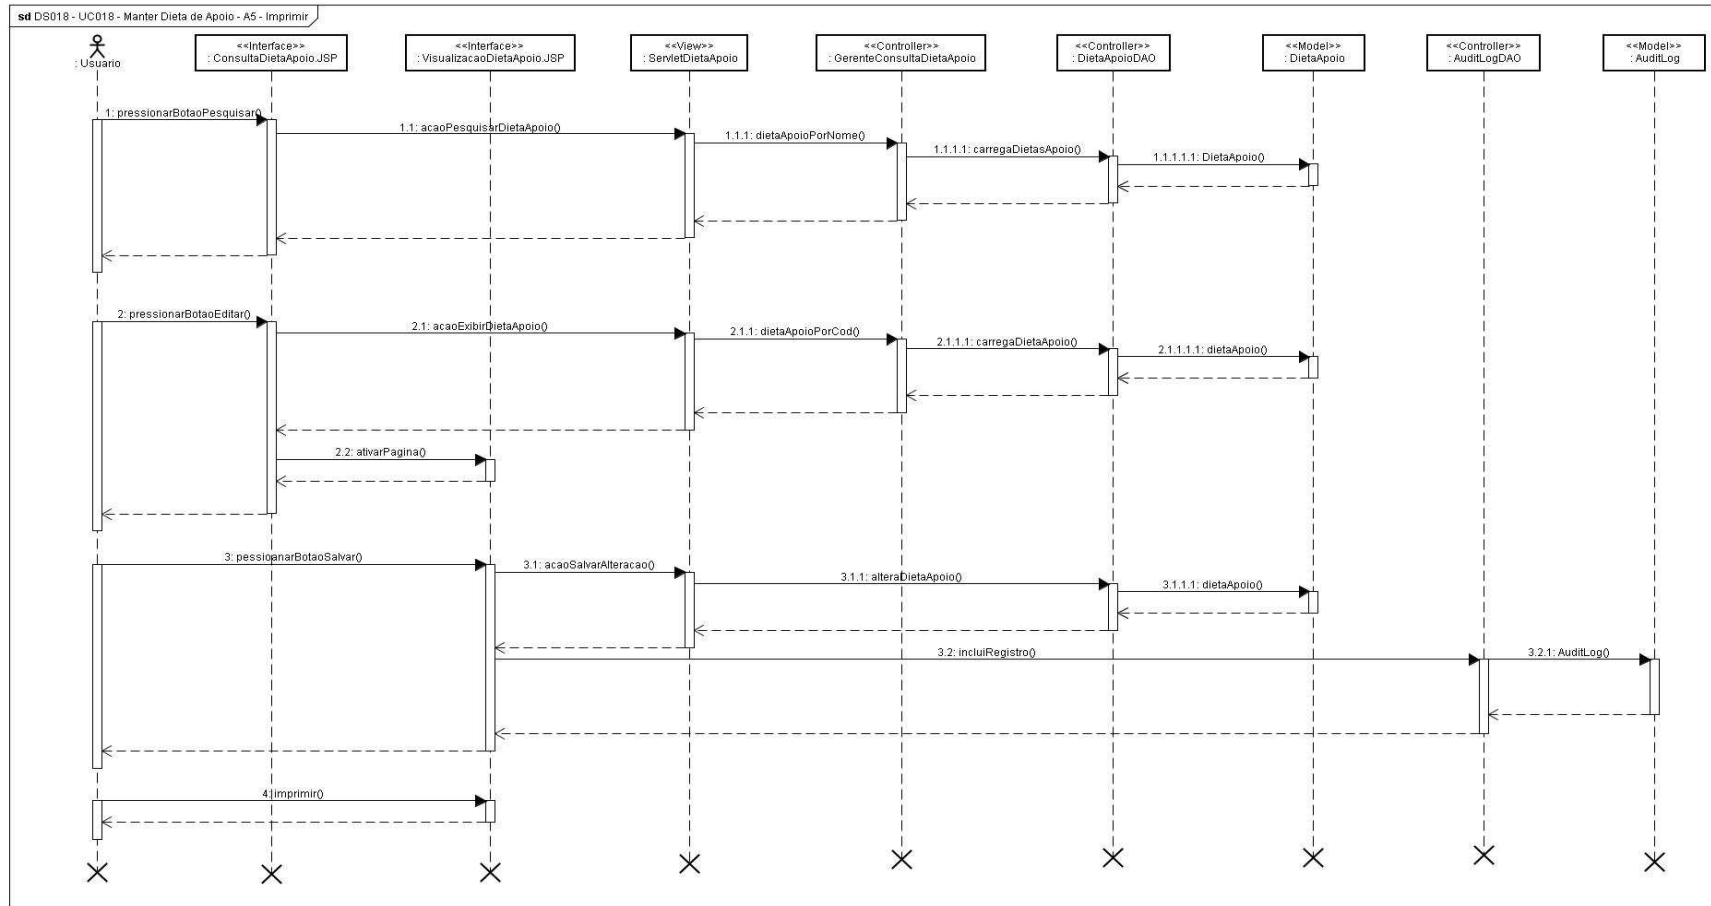 sd DS018 - UC018 - Manter Dieta de Apoio - A5 - Imprimir
: Usuario
<<Interface>>
: ConsultaDietaApoio.JSP
<<Interface>>
: VisualizacaoDietaApoio.JSP
<<View>>
: ServletDietaApoio
<<Controller>>
: GerenteConsultaDietaApoio
<<Controller>>
: DietaApoioDAO
<<Model>>
: DietaApoio
<<Controller>>
: AuditLogDAO
<<Model>>
: AuditLog
1: pressionarBotaoPesquisar()
1.1: acaoPesquisarDietaApoio()
1.1.1: dietaApoioPorNome()
1.1.1.1: carregaDietasApoio()
1.1.1.1.1: DietaApoio()
2: pressionarBotaoEditar()
2.1: acaoExibirDietaApoio()
2.1.1: dietaApoioPorCod()
2.1.1.1: carregaDietaApoio()
2.1.1.1.1: dietaApoio()
2.2: ativarPagina()
3: pessioanarBotaoSalvar()
3.1: acaoSalvarAlteracao()
3.1.1: alteraDietaApoio()
3.1.1.1: dietaApoio()
3.2: incluiRegistro()
3.2.1: AuditLog()
4: imprimir()